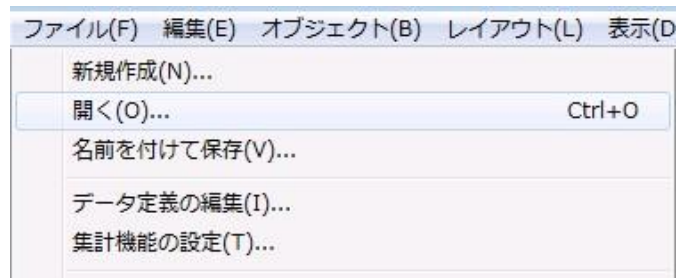 ファイル(F) 編集(E) オブジェクト(B) レイアウト(L) 表示(D
新規作成(N)...
開く(O)... Ctrl+O
名前を付けて保存(V)...
データ定義の編集(I)...
集計機能の設定(T)...